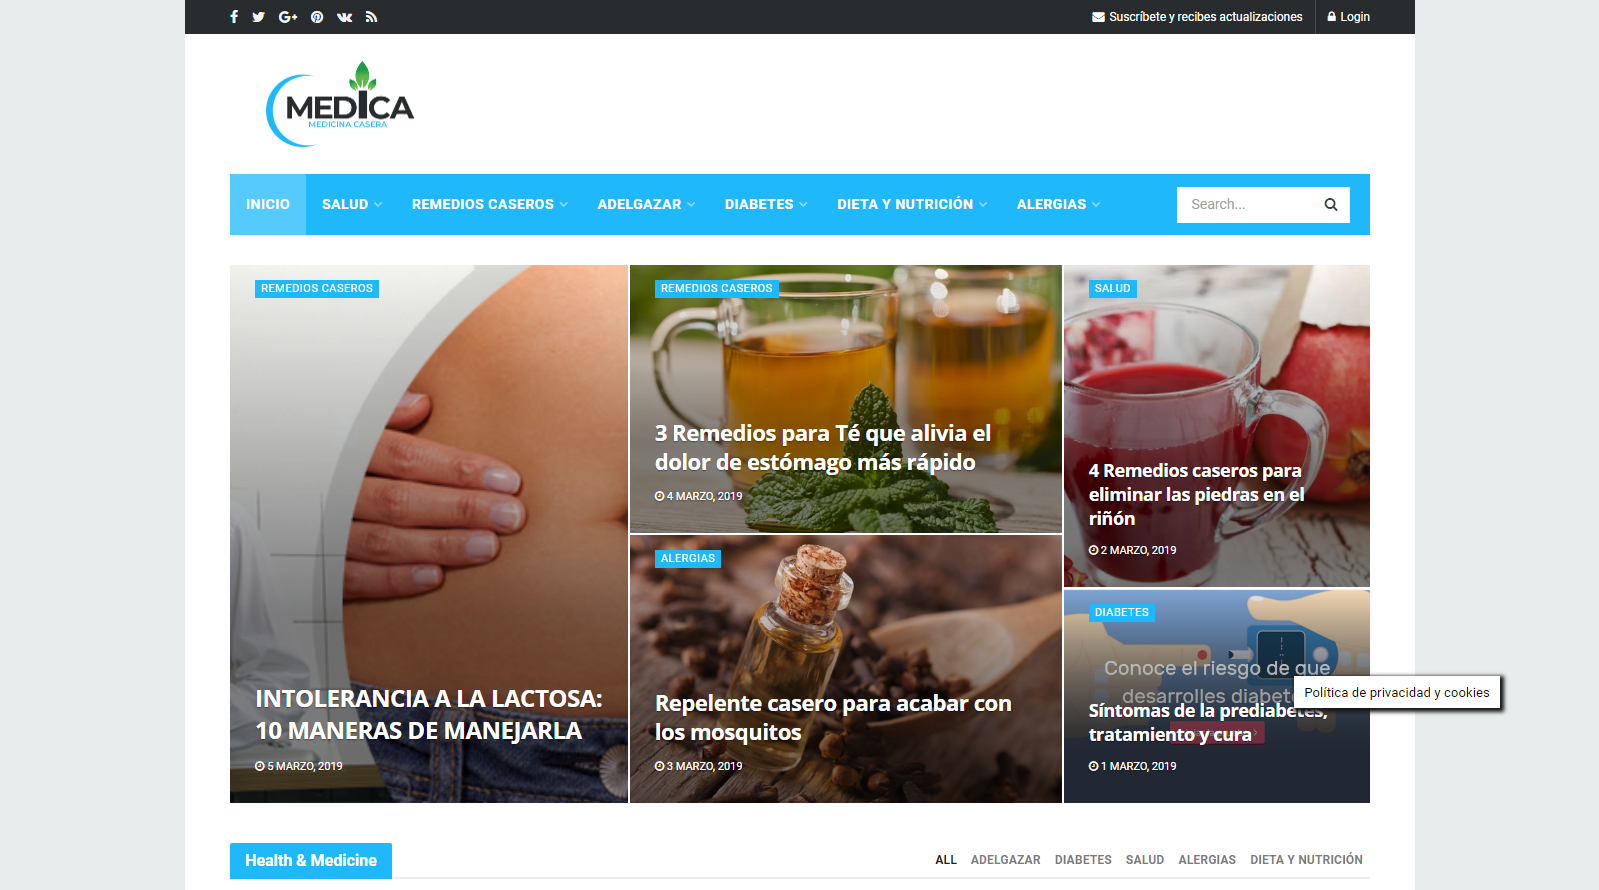 Suscríbete y recibes actualizaciones
Login
MEDICA
MEDICINA CASERA
INICIO
SALUD
REMEDIOS CASEROS
ADELGAZAR
DIABETES
DIETA Y NUTRICIÓN
ALERGIAS
Search...
REMEDIOS CASEROS
INTOLERANCIA A LA LACTOSA:
10 MANERAS DE MANEJARLA
5 MARZO, 2019
REMEDIOS CASEROS
3 Remedios para Té que alivia el
dolor de estómago más rápido
4 MARZO, 2019
ALERGIAS
Repelente casero para acabar con
los mosquitos
3 MARZO, 2019
SALUD
4 Remedios caseros para
eliminar las piedras en el
riñón
2 MARZO, 2019
DIABETES
Conoce el riesgo de que
desarrolles
Síntomas de la prediabetes,
tratamiento y cura
1 MARZO, 2019
Política de privacidad y cookies
Health & Medicine
ALL
ADELGAZAR
DIABETES
SALUD
ALERGIAS
DIETA Y NUTRICIÓN